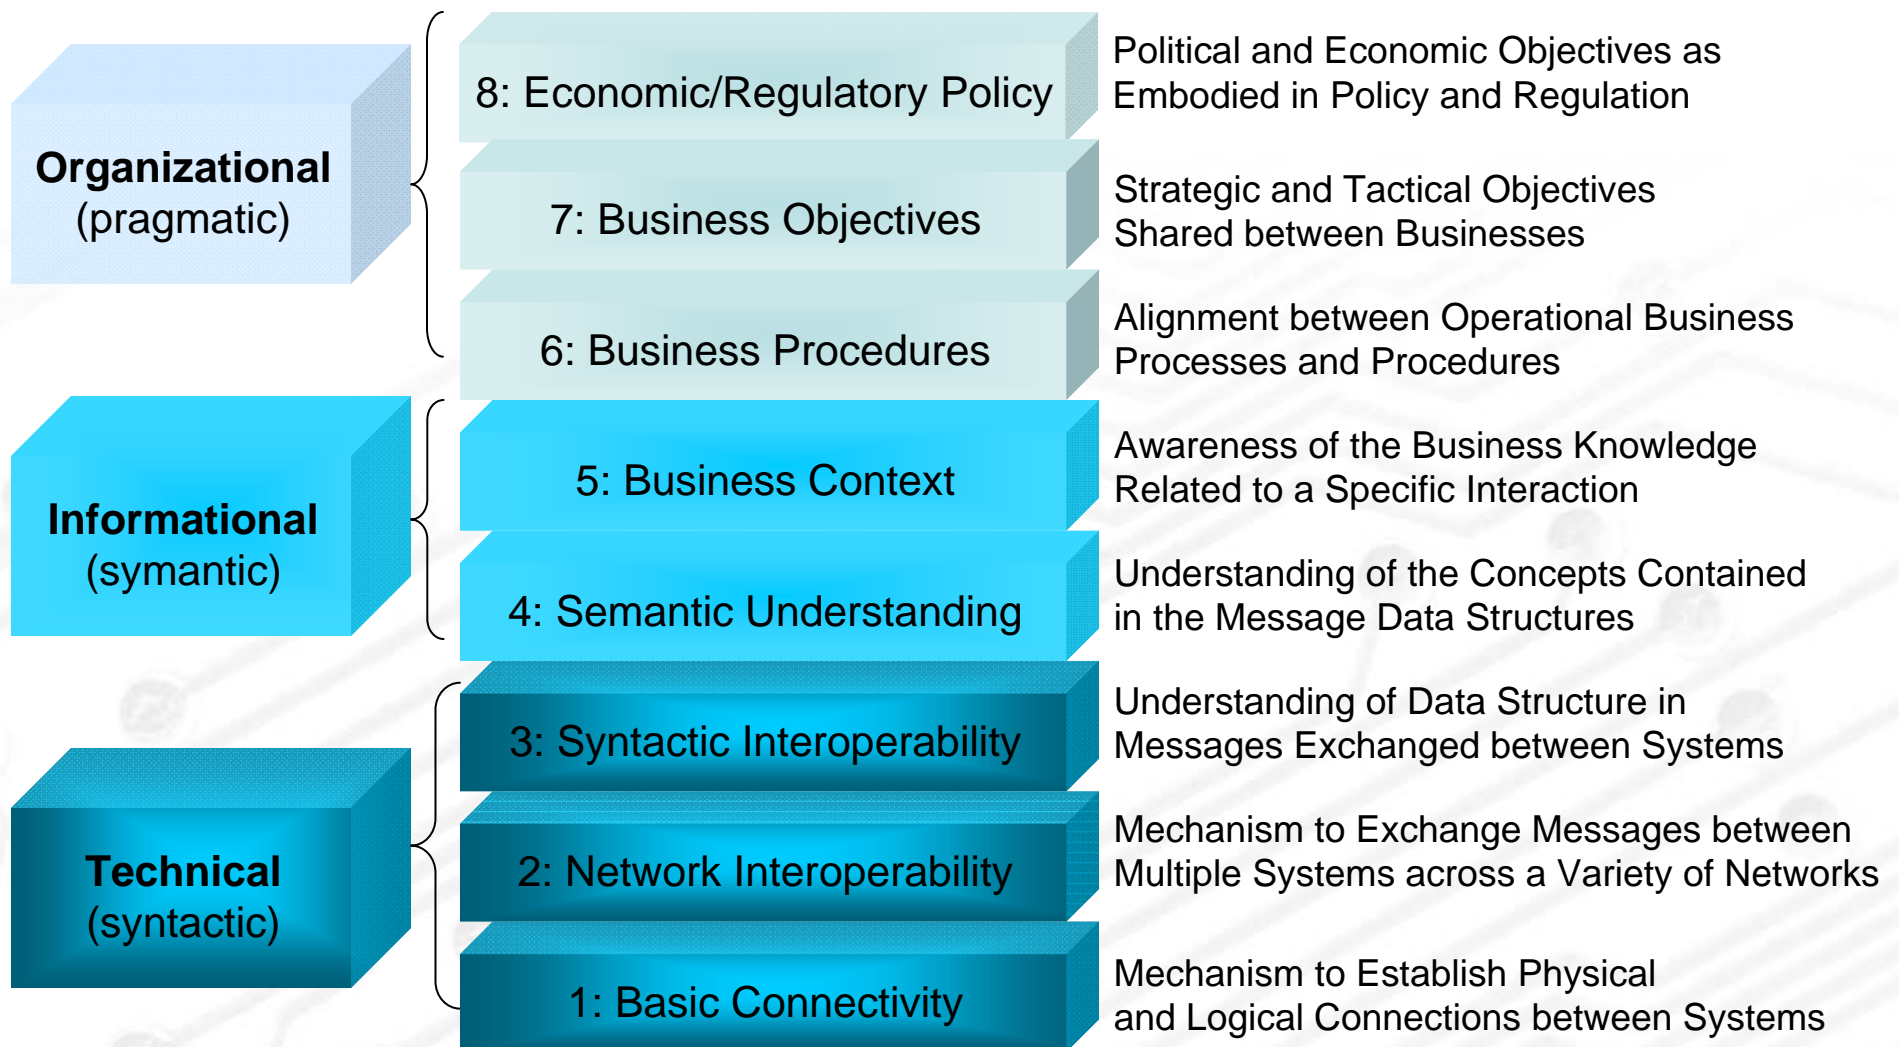 Organizational
(pragmatic)
8: Economic/Regulatory Policy
Political and Economic Objectives as
Embodied in Policy and Regulation
7: Business Objectives
Strategic and Tactical Objectives
Shared between Businesses
6: Business Procedures
Alignment between Operational Business
Processes and Procedures
Informational
(symantic)
5: Business Context
Awareness of the Business Knowledge
Related to a Specific Interaction
4: Semantic Understanding
Understanding of the Concepts Contained
in the Message Data Structures
Technical
(syntactic)
3: Syntactic Interoperability
Understanding of Data Structure in
Messages Exchanged between Systems
2: Network Interoperability
Mechanism to Exchange Messages between
Multiple Systems across a Variety of Networks
1: Basic Connectivity
Mechanism to Establish Physical
and Logical Connections between Systems